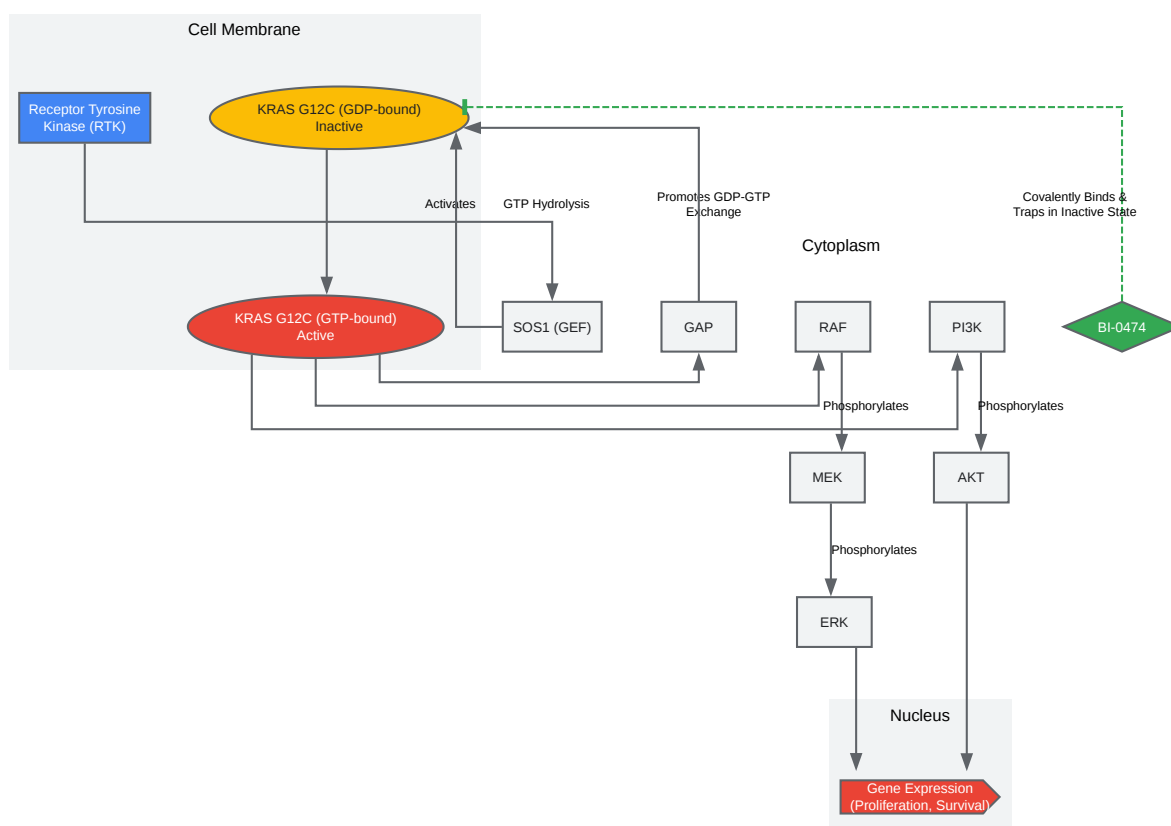 Cell Membrane
Receptor Tyrosine
Kinase (RTK)
KRAS G12C (GDP-bound)
Inactive
Activates
GTP Hydrolysis
Promotes GDP-GTP
Exchange
Covalently Binds &
Traps in Inactive State
Cytoplasm
KRAS G12C (GTP-bound)
Active
SOS1 (GEF)
GAP
RAF
PI3K
BI-0474
Phosphorylates
Phosphorylates
MEK
AKT
Phosphorylates
ERK
Nucleus
Gene Expression
(Proliferation, Survival)